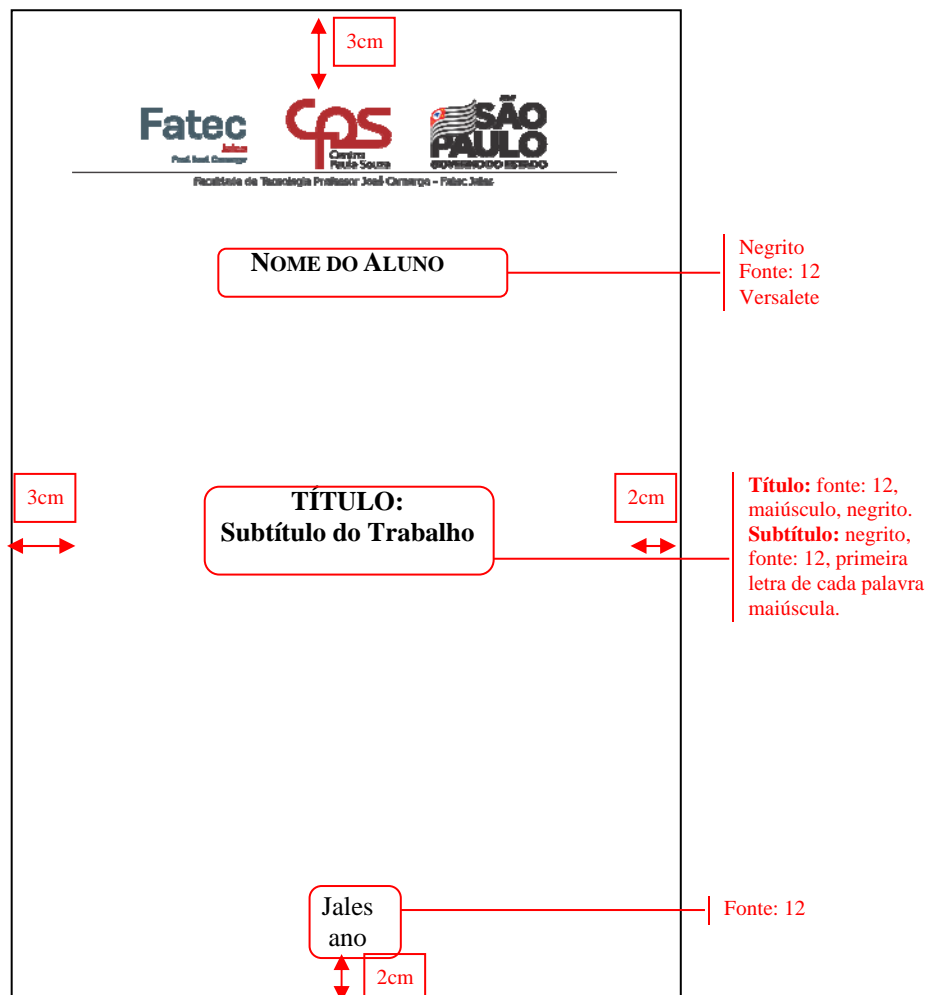 3cm
Fatec
Jales
Prof. José Camargo
CPS
Centro
Paula Souza
SÃO
PAULO
GOVERNO DO ESTADO
Faculdade de Tecnologia Professor José Camargo – Fatec Jales
NOME DO ALUNO
Negrito
Fonte: 12
Versalete
3cm
TÍTULO:
Subtítulo do Trabalho
2cm
Título: fonte: 12,
maiúsculo, negrito.
Subtítulo: negrito,
fonte: 12, primeira
letra de cada palavra
maiúscula.
Jales
ano
Fonte: 12
2cm